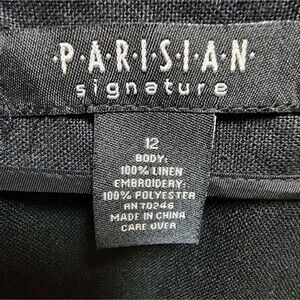 ·P·A·R·I·S·I·A·N·
signature
12
BODY:
100% LINEN
EMBROIDERY:
100% POLYESTER
RN 70246
MADE IN CHINA
CARE OVER